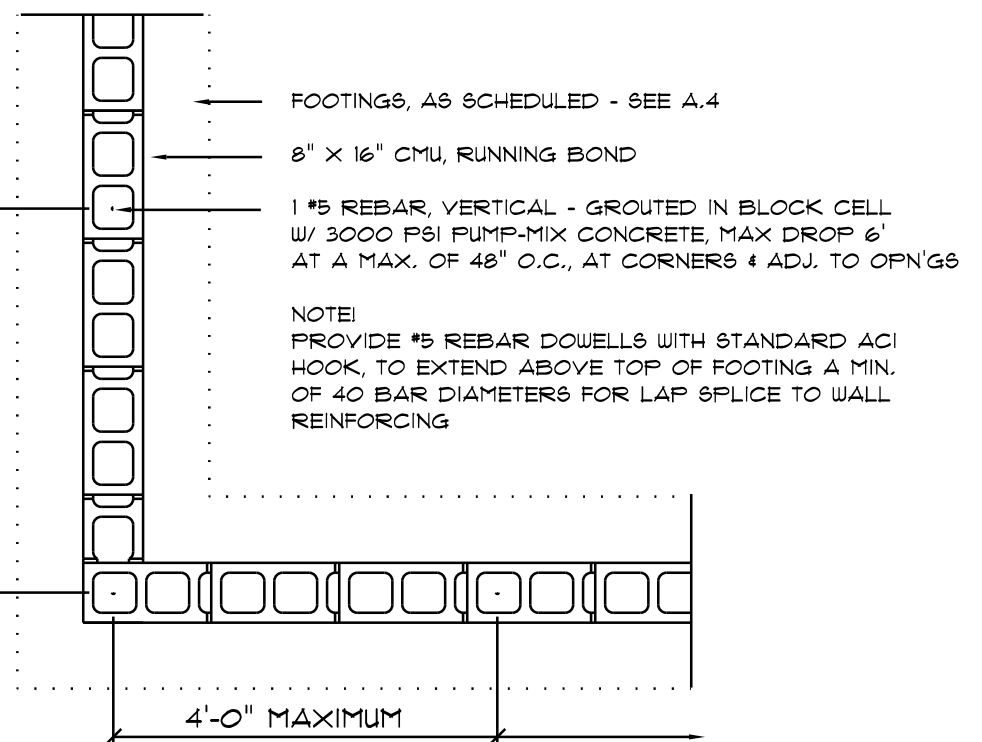 FOOTINGS, AS SCHEDULED - SEE A.4
8" X 16" CMU, RUNNING BOND
1 #5 REBAR, VERTICAL - GROUTED IN BLOCK CELL
W/ 3000 PSI PUMP-MIX CONCRETE, MAX DROP 6'
AT A MAX. OF 48" O.C., AT CORNERS & ADJ. TO OPN'GS
NOTE!
PROVIDE #5 REBAR DOWELLS WITH STANDARD ACI
HOOK, TO EXTEND ABOVE TOP OF FOOTING A MIN.
OF 40 BAR DIAMETERS FOR LAP SPLICE TO WALL
REINFORCING
4'-0" MAXIMUM